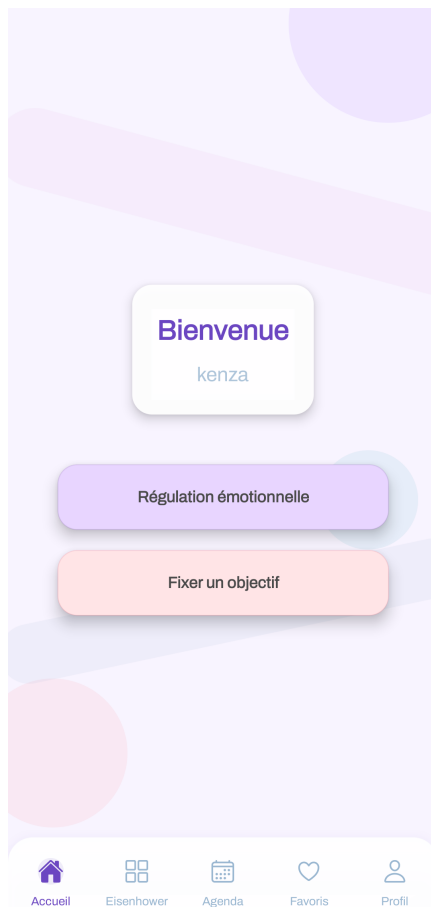 Bienvenue
kenza
Régulation émotionnelle
Fixer un objectif
Accueil
Eisenhower
Agenda
Favoris
Profil